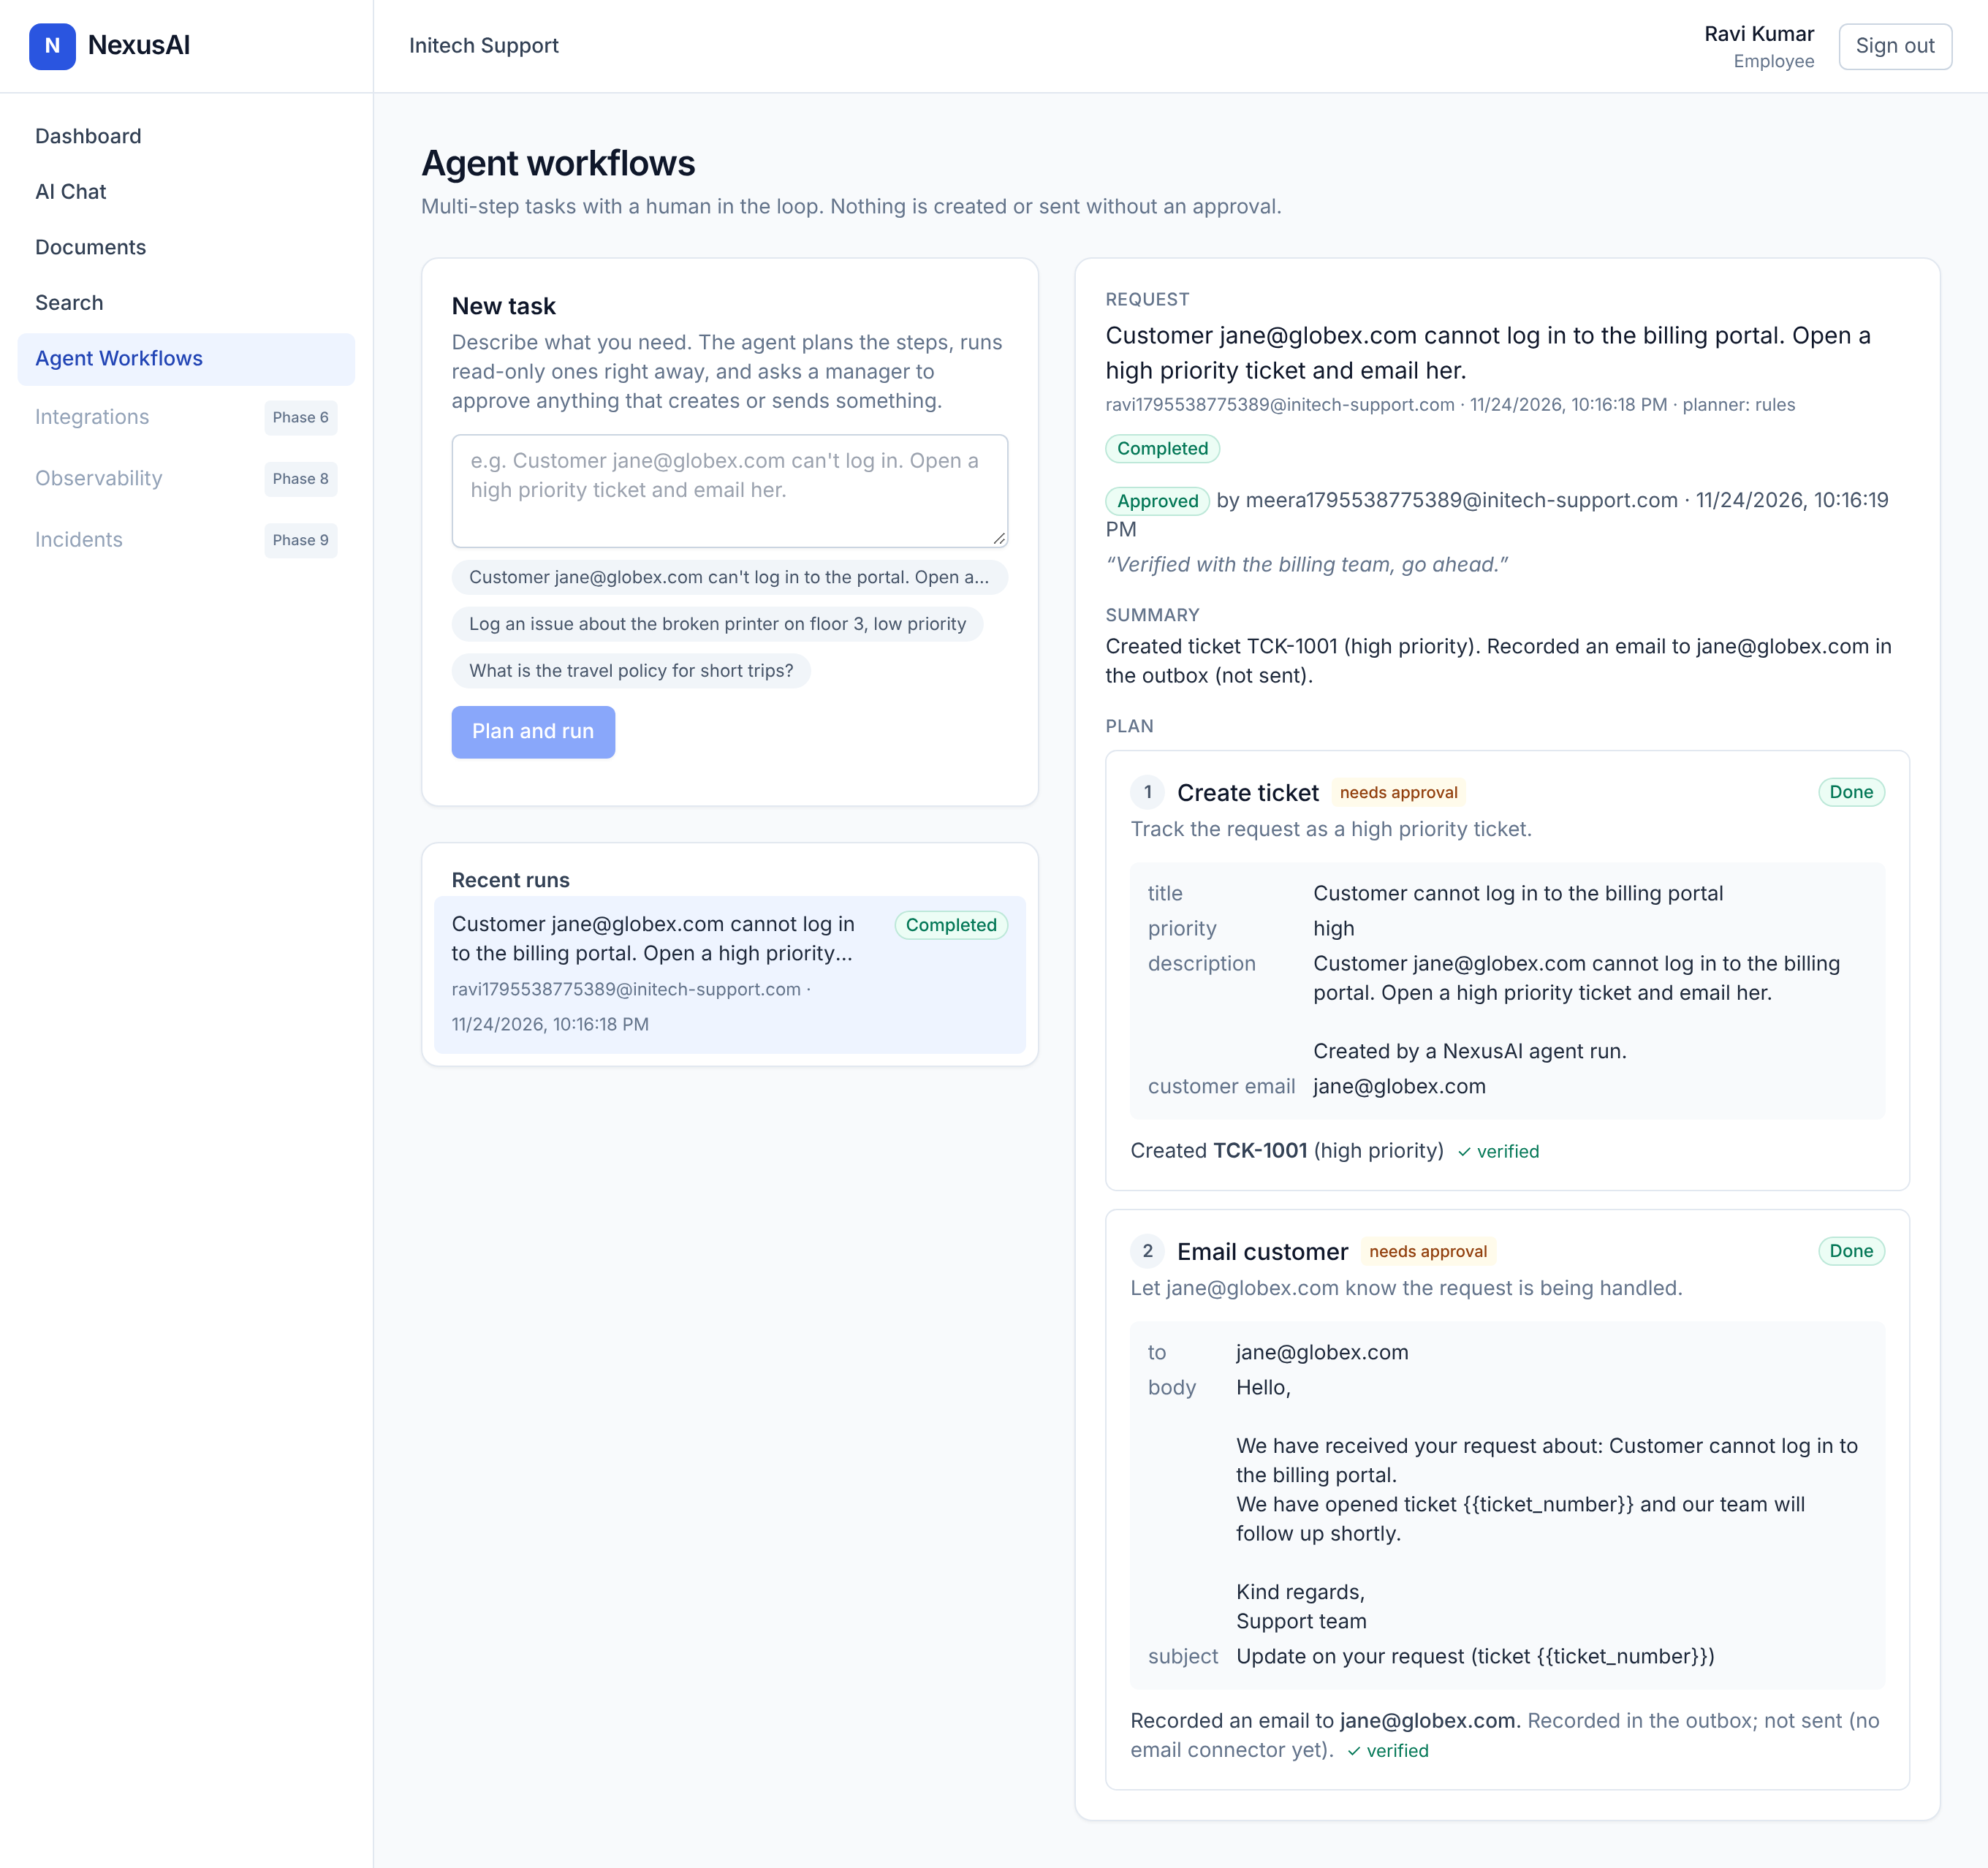 N NexusAI
Initech Support
Ravi Kumar
Employee
Sign out
Dashboard
AI Chat
Documents
Search
Agent Workflows
Integrations Phase 6
Observability Phase 8
Incidents Phase 9
Agent workflows
Multi-step tasks with a human in the loop. Nothing is created or sent without an approval.
New task
Describe what you need. The agent plans the steps, runs
read-only ones right away, and asks a manager to
approve anything that creates or sends something.
e.g. Customer jane@globex.com can't log in. Open a
high priority ticket and email her.
Customer jane@globex.com can't log in to the portal. Open a...
Log an issue about the broken printer on floor 3, low priority
What is the travel policy for short trips?
Plan and run
Recent runs
Customer jane@globex.com cannot log in
to the billing portal. Open a high priority...
Completed
ravi1795538775389@initech-support.com ·
11/24/2026, 10:16:18 PM
REQUEST
Customer jane@globex.com cannot log in to the billing portal. Open a
high priority ticket and email her.
ravi1795538775389@initech-support.com · 11/24/2026, 10:16:18 PM · planner: rules
Completed
Approved by meera1795538775389@initech-support.com · 11/24/2026, 10:16:19
PM
“Verified with the billing team, go ahead.”
SUMMARY
Created ticket TCK-1001 (high priority). Recorded an email to jane@globex.com in
the outbox (not sent).
PLAN
1 Create ticket needs approval Done
Track the request as a high priority ticket.
title Customer cannot log in to the billing portal
priority high
description Customer jane@globex.com cannot log in to the billing
portal. Open a high priority ticket and email her.
Created by a NexusAI agent run.
customer email jane@globex.com
Created TCK-1001 (high priority) ✓ verified
2 Email customer needs approval Done
Let jane@globex.com know the request is being handled.
to jane@globex.com
body Hello,
We have received your request about: Customer cannot log in to
the billing portal.
We have opened ticket {{ticket_number}} and our team will
follow up shortly.
Kind regards,
Support team
subject Update on your request (ticket {{ticket_number}})
Recorded an email to jane@globex.com. Recorded in the outbox; not sent (no
email connector yet). ✓ verified